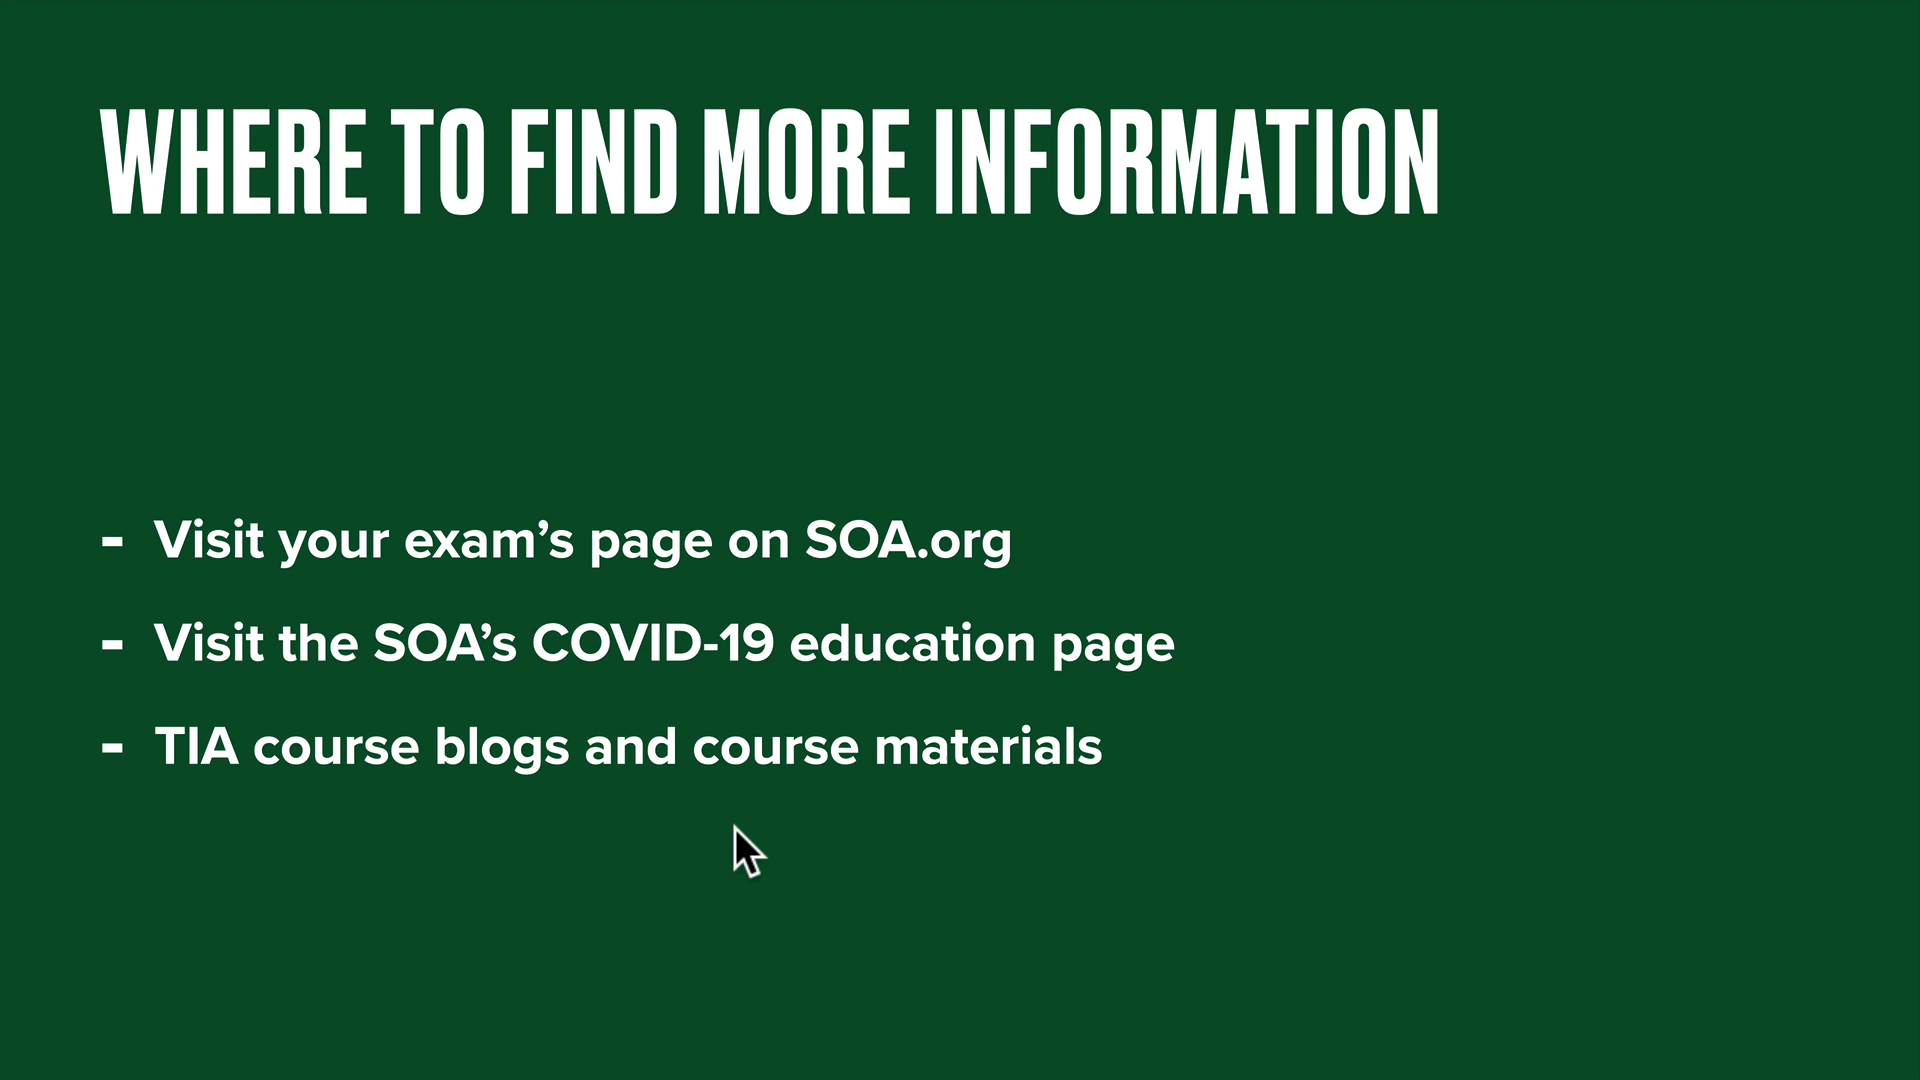 WHERE TO FIND MORE INFORMATION
- Visit your exam’s page on SOA.org
- Visit the SOA’s COVID-19 education page
- TIA course blogs and course materials